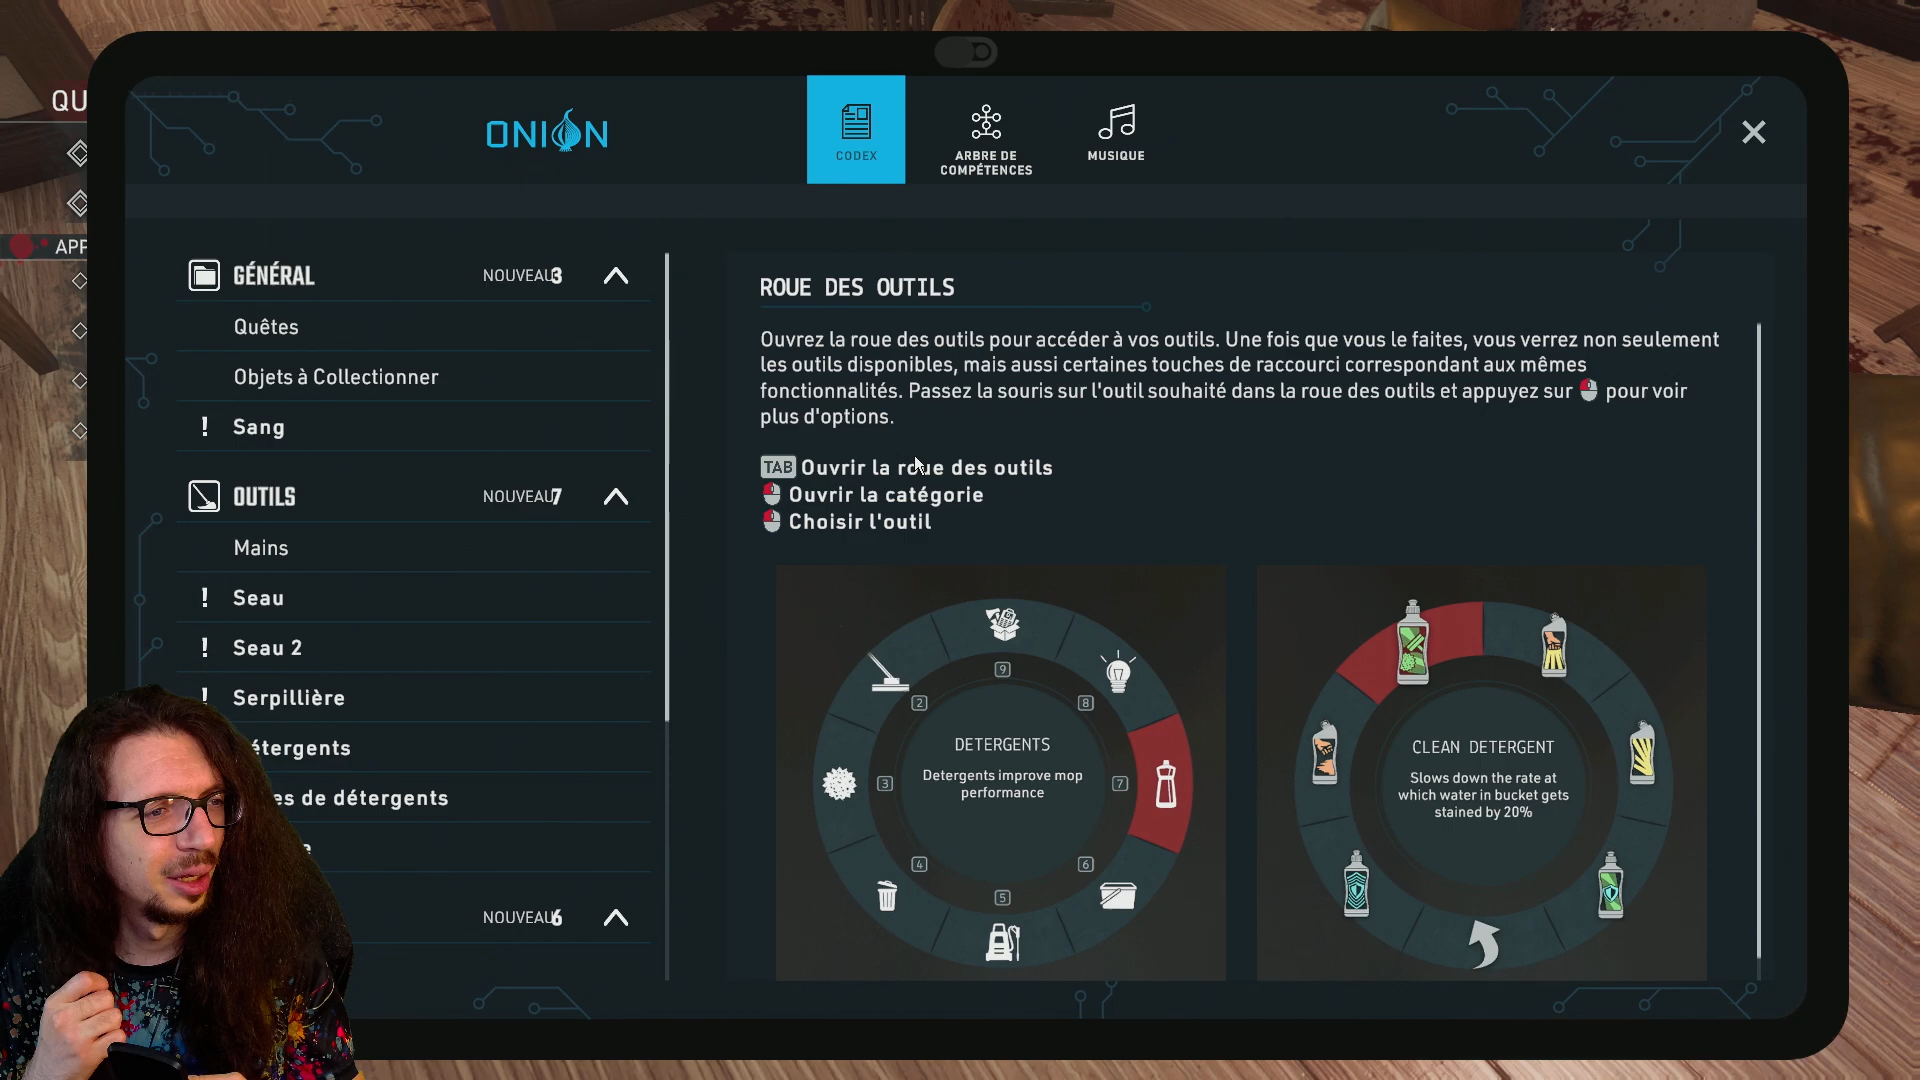 QU
APP
ONION
CODEX
ARBRE DE
COMPÉTENCES
MUSIQUE
GÉNÉRAL
NOUVEAU3
Quêtes
Objets à Collectionner
! Sang
OUTILS
NOUVEAU7
Mains
! Seau
! Seau 2
! Serpillière
étergents
es de détergents
NOUVEAU6
ROUE DES OUTILS
Ouvrez la roue des outils pour accéder à vos outils. Une fois que vous le faites, vous verrez non seulement
les outils disponibles, mais aussi certaines touches de raccourci correspondant aux mêmes
fonctionnalités. Passez la souris sur l'outil souhaité dans la roue des outils et appuyez sur pour voir
plus d'options.
TAB Ouvrir la roue des outils
Ouvrir la catégorie
Choisir l'outil
9
2
8
3
7
4
6
5
DETERGENTS
Detergents improve mop
performance
CLEAN DETERGENT
Slows down the rate at
which water in bucket gets
stained by 20%